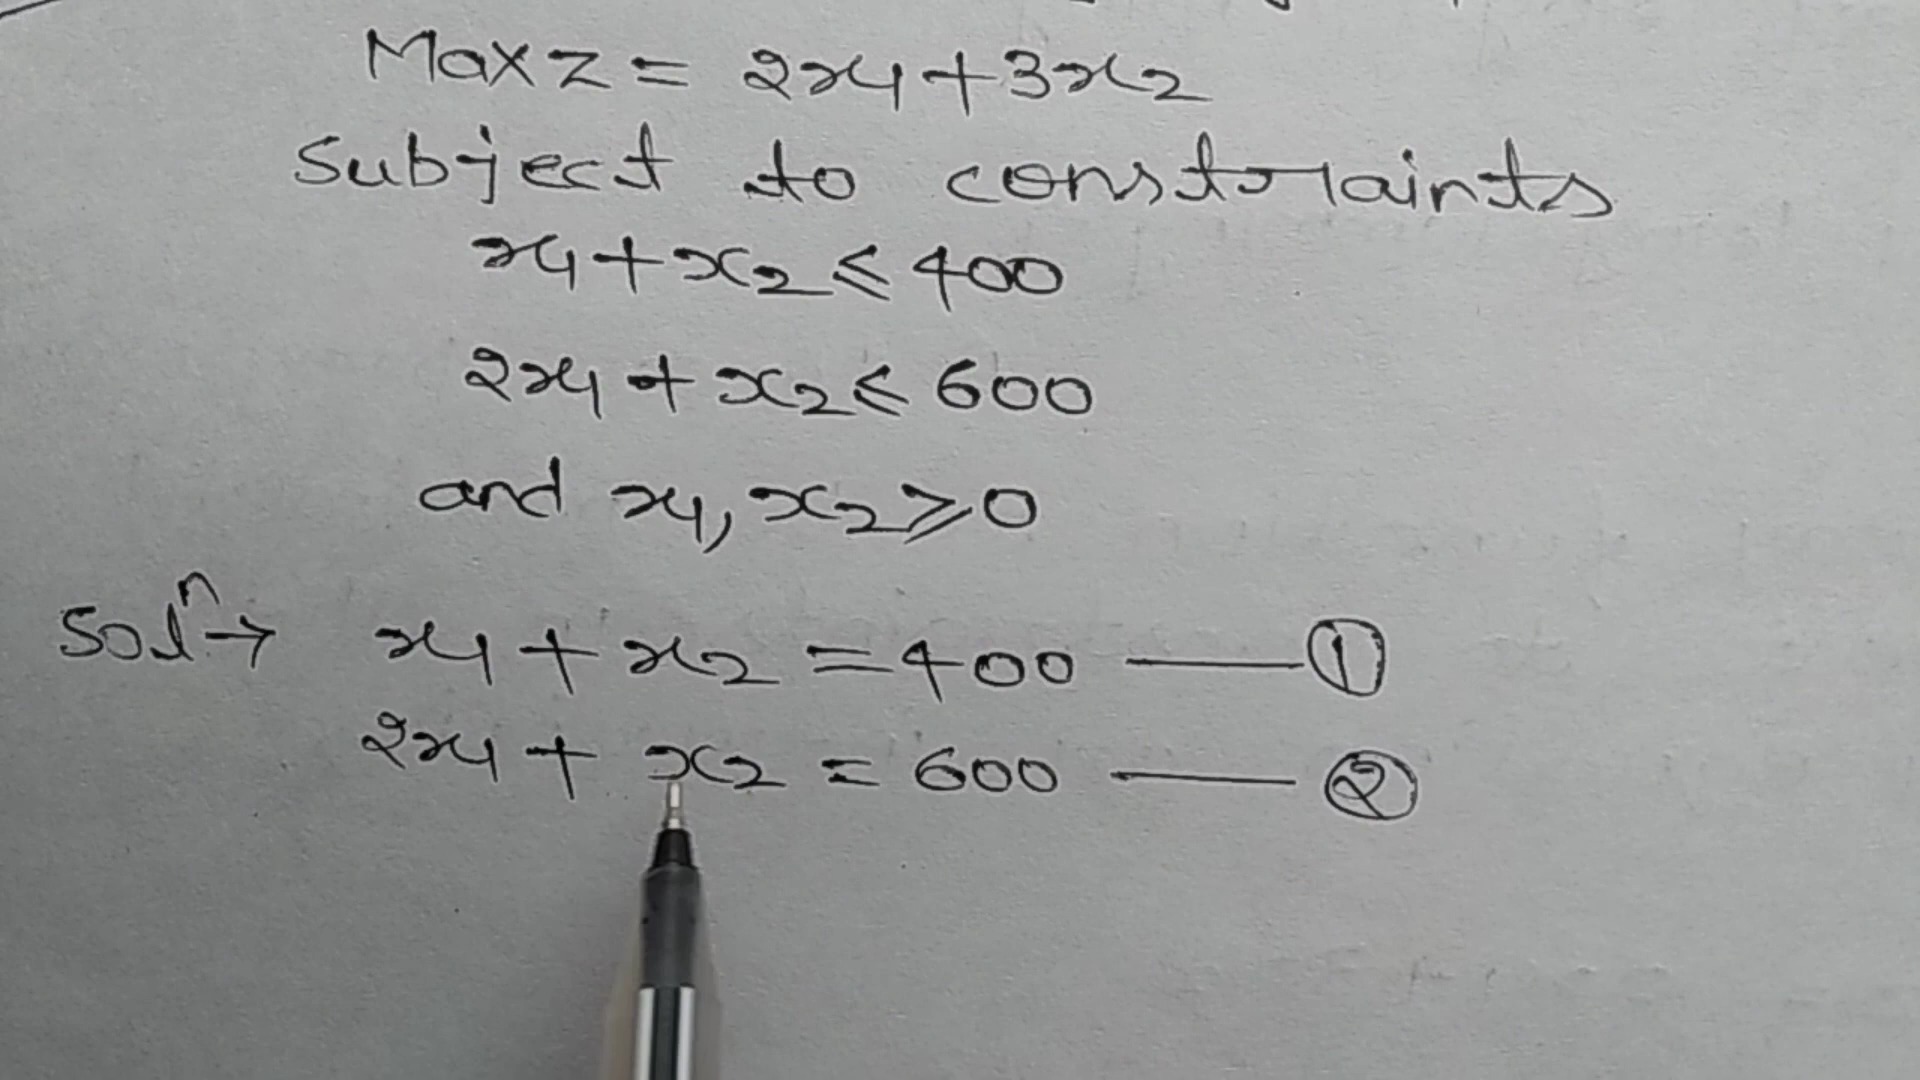 Max z = 2x1 + 3x2
Subject to constraints
x1 + x2 ≤ 400
2x1 + x2 ≤ 600
and x1, x2 ≥ 0
Solⁿ → x1 + x2 = 400 —— ①
2x1 + x2 = 600 —— ②